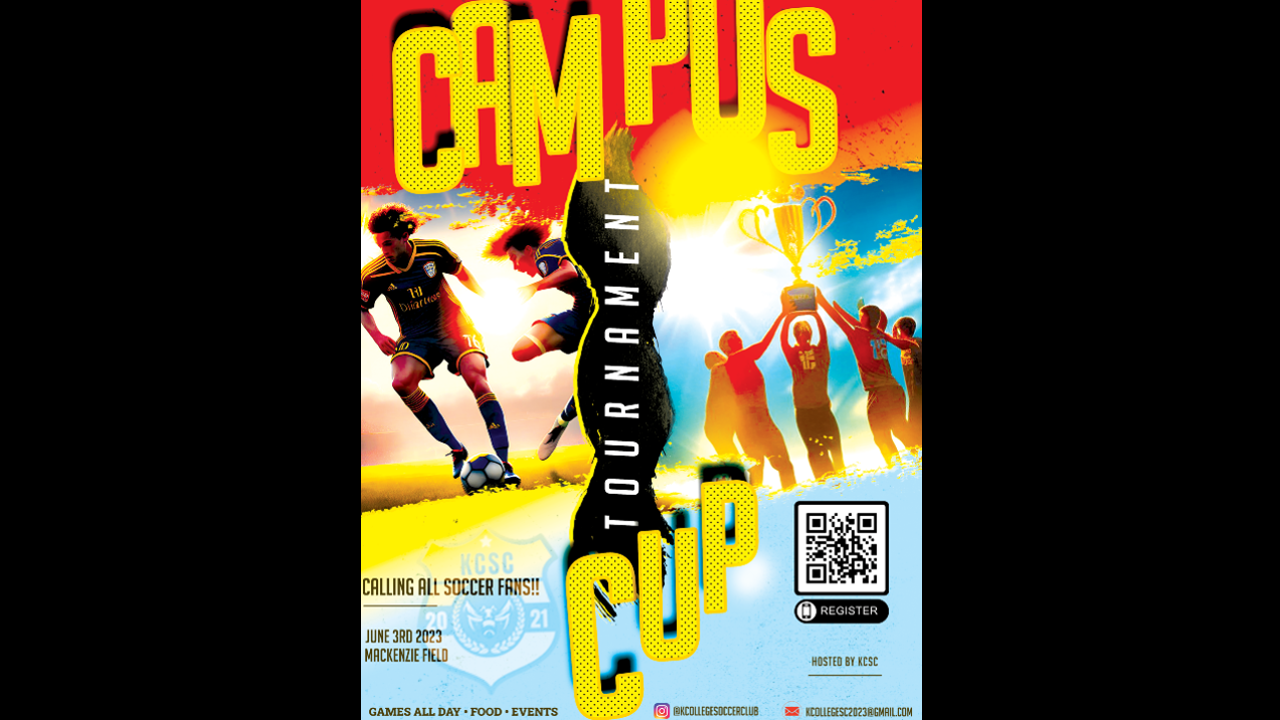 CAMPUS
TOURNAMENT
CUP
KCSC
20 21
CALLING ALL SOCCER FANS!!
JUNE 3RD 2023
MACKENZIE FIELD
REGISTER
HOSTED BY KCSC
GAMES ALL DAY • FOOD • EVENTS
@KCOLLEGESOCCERCLUB
KCOLLEGESC2023@GMAIL.COM